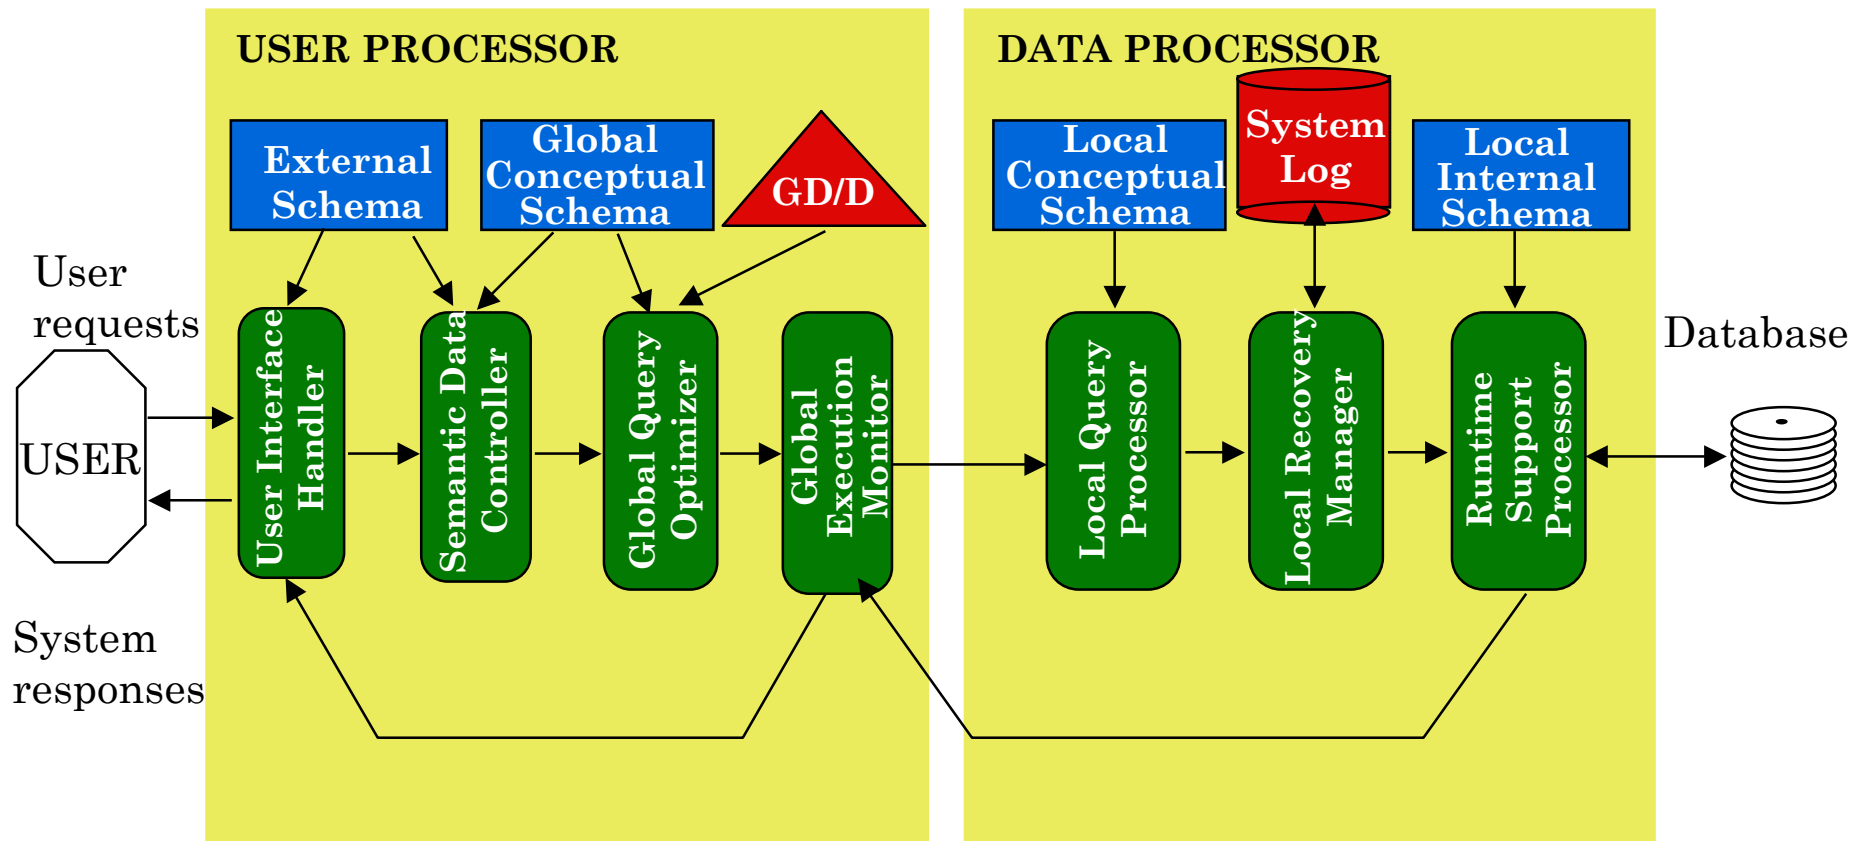 USER PROCESSOR
DATA PROCESSOR
External
Schema
Global
Conceptual
Schema
GD/D
Local
Conceptual
Schema
System
Log
Local
Internal
Schema
User
requests
USER
System
responses
User Interface
Handler
Semantic Data
Controller
Global Query
Optimizer
Global
Execution
Monitor
Local Query
Processor
Local Recovery
Manager
Runtime
Support
Processor
Database